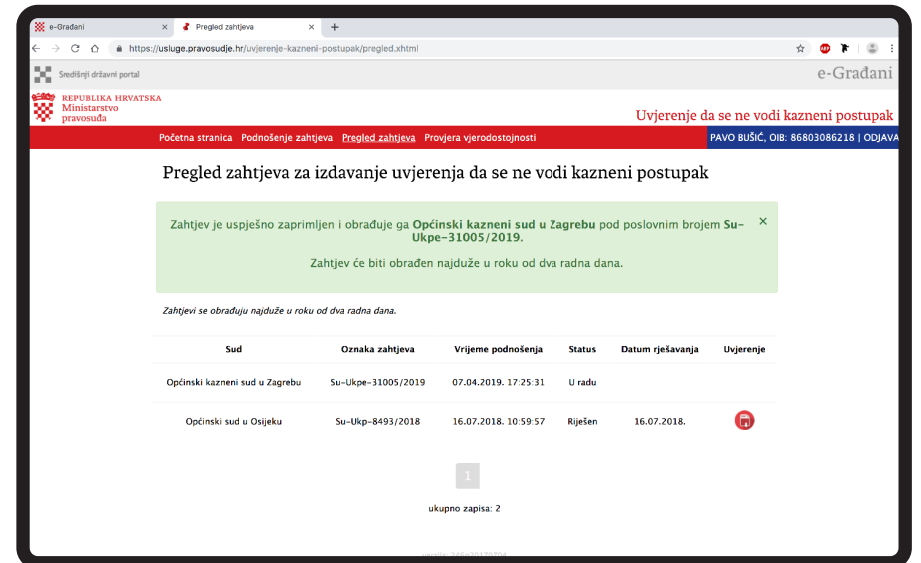 e-Građani
Pregled zahtjeva
https://usluge.pravosudje.hr/uvjerenje-kazneni-postupak/pregled.xhtml
ABP
Središnji državni portal
e-Građani
REPUBLIKA HRVATSKA
Ministarstvo
pravosuđa
Uvjerenje da se ne vodi kazneni postupak
Početna stranica Podnošenje zahtjeva Pregled zahtjeva Provjera vjerodostojnosti
PAVO BUŠIĆ, OIB: 86803086218 | ODJAVA
Pregled zahtjeva za izdavanje uvjerenja da se ne vodi kazneni postupak
Zahtjev je uspješno zaprimljen i obrađuje ga Općinski kazneni sud u Zagrebu pod poslovnim brojem Su-
Ukpe-31005/2019.
Zahtjev će biti obrađen najduže u roku od dva radna dana.
Zahtjevi se obrađuju najduže u roku od dva radna dana.
Sud Oznaka zahtjeva Vrijeme podnošenja Status Datum rješavanja Uvjerenje
Općinski kazneni sud u Zagrebu Su-Ukpe-31005/2019 07.04.2019. 17:25:31 U radu
Općinski sud u Osijeku Su-Ukp-8493/2018 16.07.2018. 10:59:57 Riješen 16.07.2018.
1
ukupno zapisa: 2